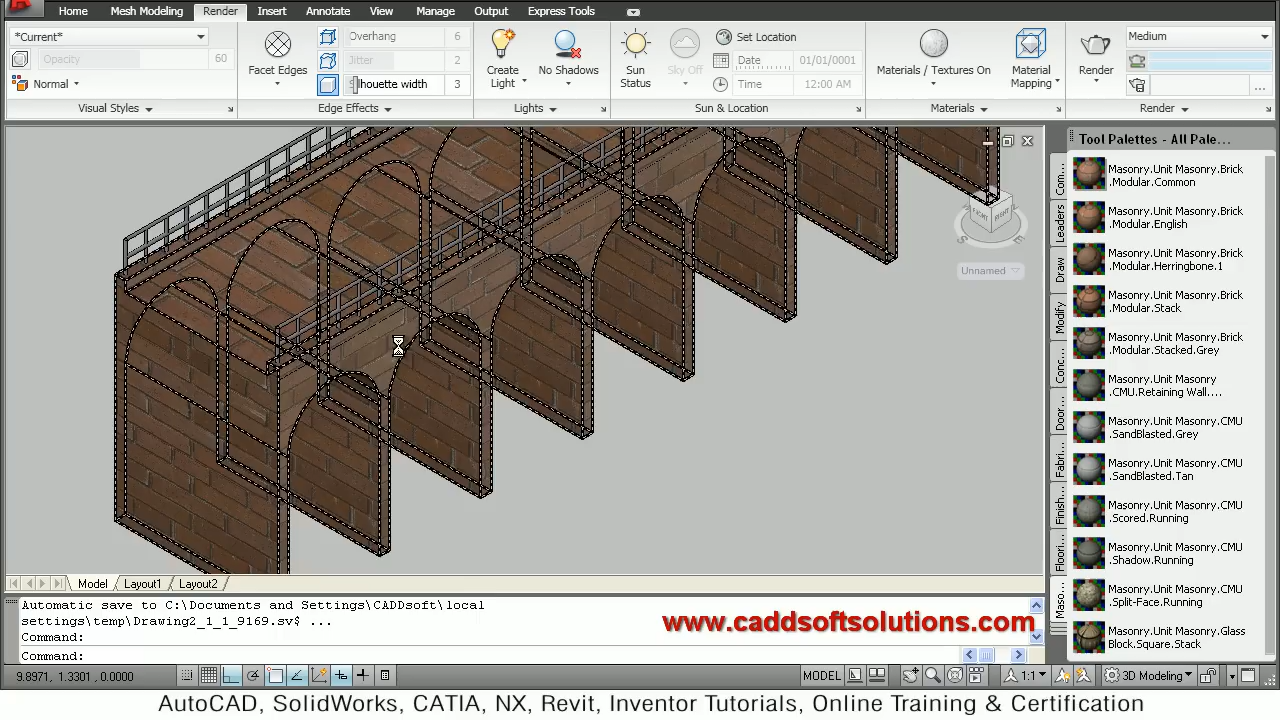 Home Mesh Modeling Render Insert Annotate View Manage Output Express Tools
*Current* Overhang 6 Set Location Medium
Opacity 60 Jitter 2 Date 01/01/0001
Facet Edges Create Light No Shadows Sun Status Sky Off Materials / Textures On Material Mapping Render
Normal lhouette width 3 Time 12:00 AM ...
Visual Styles Edge Effects Lights Sun & Location Materials Render
Tool Palettes - All Pale...
Com...
Leaders
Draw
Modify
Conc...
Door...
Fabri...
Finish...
Floori...
Maso...
Masonry.Unit Masonry.Brick
.Modular.Common
Masonry.Unit Masonry.Brick
.Modular.English
Masonry.Unit Masonry.Brick
.Modular.Herringbone.1
Masonry.Unit Masonry.Brick
.Modular.Stack
Masonry.Unit Masonry.Brick
.Modular.Stacked.Grey
Masonry.Unit Masonry
.CMU.Retaining Wall....
Masonry.Unit Masonry.CMU
.SandBlasted.Grey
Masonry.Unit Masonry.CMU
.SandBlasted.Tan
Masonry.Unit Masonry.CMU
.Scored.Running
Masonry.Unit Masonry.CMU
.Shadow.Running
Masonry.Unit Masonry.CMU
.Split-Face.Running
Masonry.Unit Masonry.Glass
Block.Square.Stack
FRONT RIGHT
S E
Unnamed
Model Layout1 Layout2
Automatic save to C:\Documents and Settings\CADDsoft\local
settings\temp\Drawing2_1_1_9169.sv$ ...
Command:
Command:
www.caddsoftsolutions.com
9.8971, 1.3301 , 0.0000 MODEL 1:1 3D Modeling
AutoCAD, SolidWorks, CATIA, NX, Revit, Inventor Tutorials, Online Training & Certification